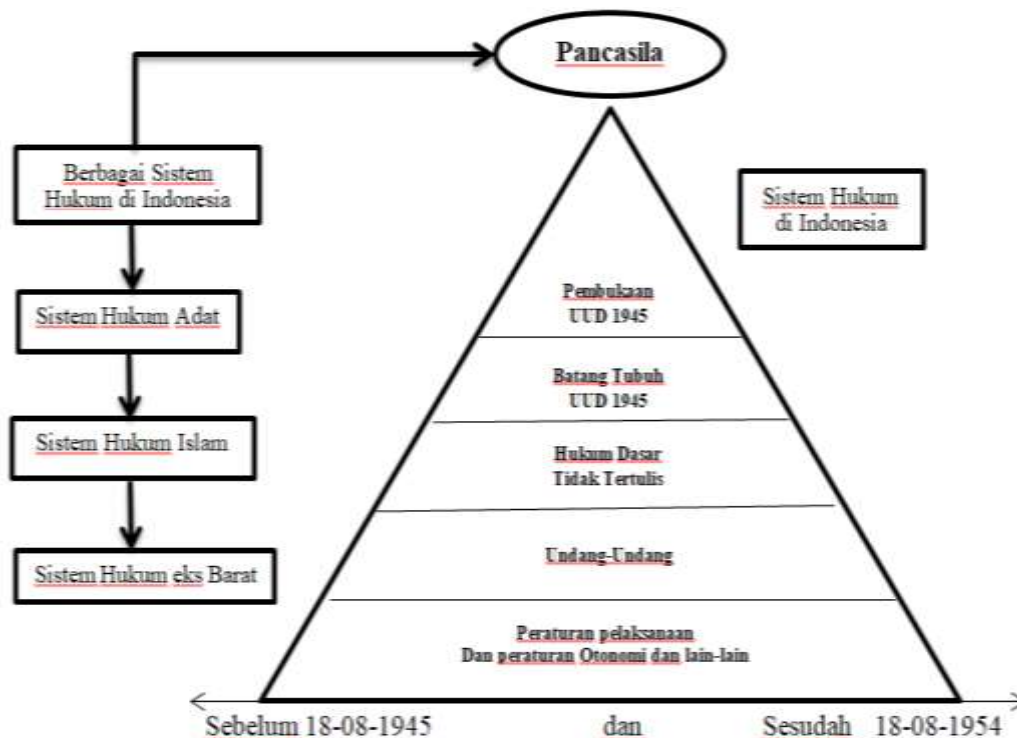 Pancasila
Berbagai Sistem
Hukum di Indonesia
Sistem Hukum
di Indonesia
Sistem Hukum Adat
Sistem Hukum Islam
Sistem Hukum eks Barat
Pembukaan
UUD 1945
Batang Tubuh
UUD 1945
Hukum Dasar
Tidak Tertulis
Undang-Undang
Peraturan pelaksanaan
Dan peraturan Otonomi dan lain-lain
Sebelum 18-08-1945 dan Sesudah 18-08-1954